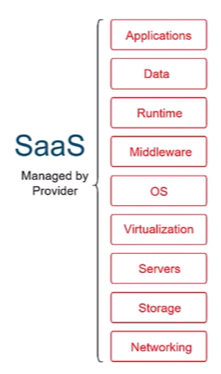 SaaS
Managed by
Provider
Applications
Data
Runtime
Middleware
OS
Virtualization
Servers
Storage
Networking